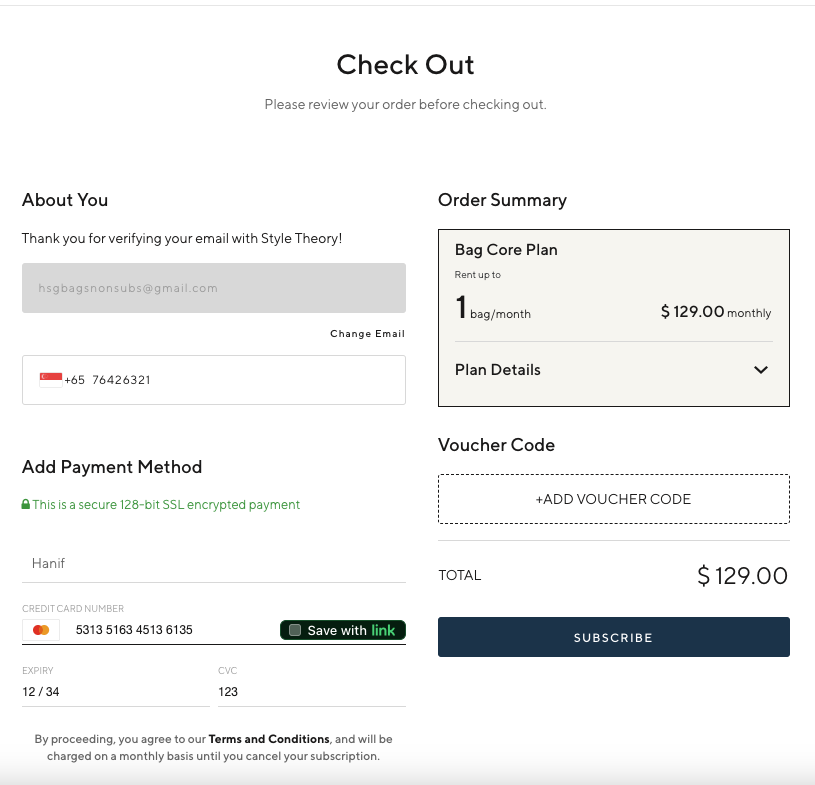 Check Out
Please review your order before checking out.
About You
Thank you for verifying your email with Style Theory!
hsgbagsnonsubs@gmail.com
Change Email
+65 76426321
Add Payment Method
This is a secure 128-bit SSL encrypted payment
Hanif
CREDIT CARD NUMBER
5313 5163 4513 6135
Save with link
EXPIRY
12 / 34
CVC
123
By proceeding, you agree to our Terms and Conditions, and will be
charged on a monthly basis until you cancel your subscription.
Order Summary
Bag Core Plan
Rent up to
1 bag/month
$ 129.00 monthly
Plan Details
Voucher Code
+ADD VOUCHER CODE
TOTAL
$ 129.00
SUBSCRIBE